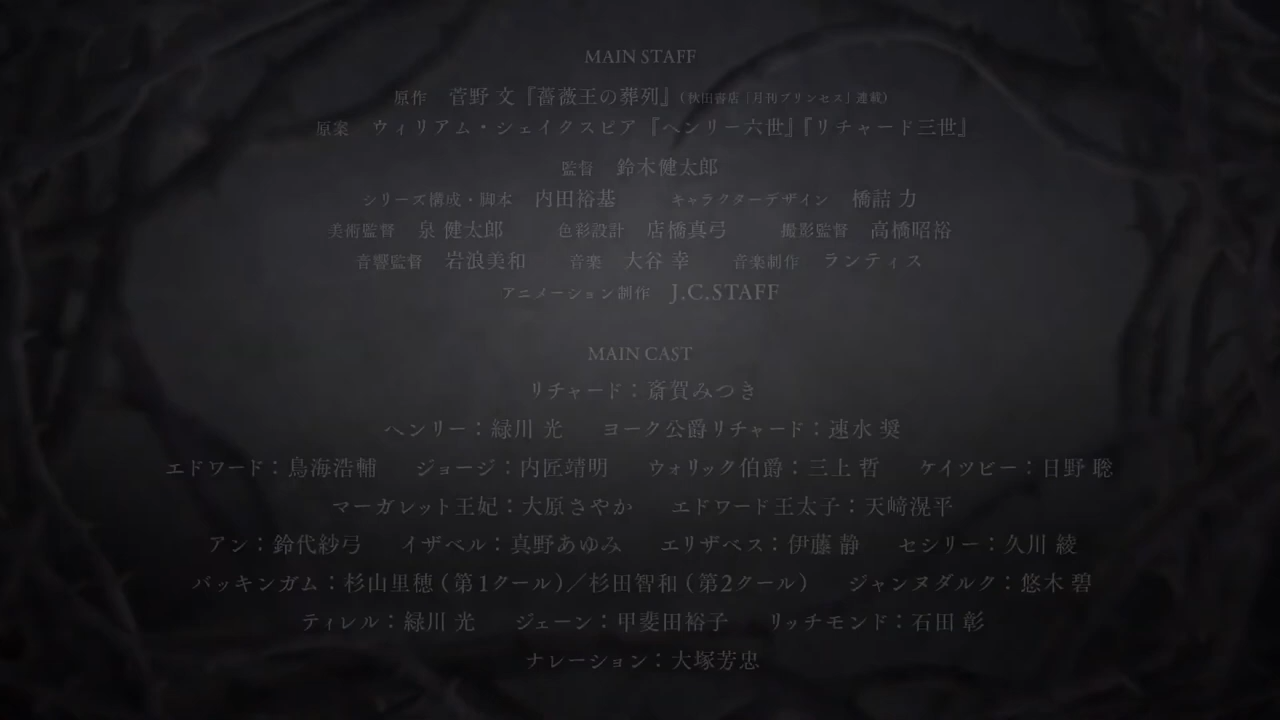 MAIN STAFF
原作　菅野 文『薔薇王の葬列』(秋田書店「月刊プリンセス」連載)
原案　ウィリアム・シェイクスピア『ヘンリー六世』『リチャード三世』
監督　鈴木健太郎
シリーズ構成・脚本　内田裕基　キャラクターデザイン　橋詰 力
美術監督　泉 健太郎　色彩設計　店橋真弓　撮影監督　高橋昭裕
音響監督　岩浪美和　音楽　大谷 幸　音楽制作　ランティス
アニメーション制作　J.C.STAFF
MAIN CAST
リチャード：斎賀みつき
ヘンリー：緑川 光　ヨーク公爵リチャード：速水 奨
エドワード：鳥海浩輔　ジョージ：内匠靖明　ウォリック伯爵：三上 哲　ケイツビー：日野 聡
マーガレット王妃：大原さやか　エドワード王太子：天﨑滉平
アン：鈴代紗弓　イザベル：真野あゆみ　エリザベス：伊藤 静　セシリー：久川 綾
バッキンガム：杉山里穂（第1クール）／杉田智和（第2クール）　ジャンヌダルク：悠木 碧
ティレル：緑川 光　ジェーン：甲斐田裕子　リッチモンド：石田 彰
ナレーション：大塚芳忠